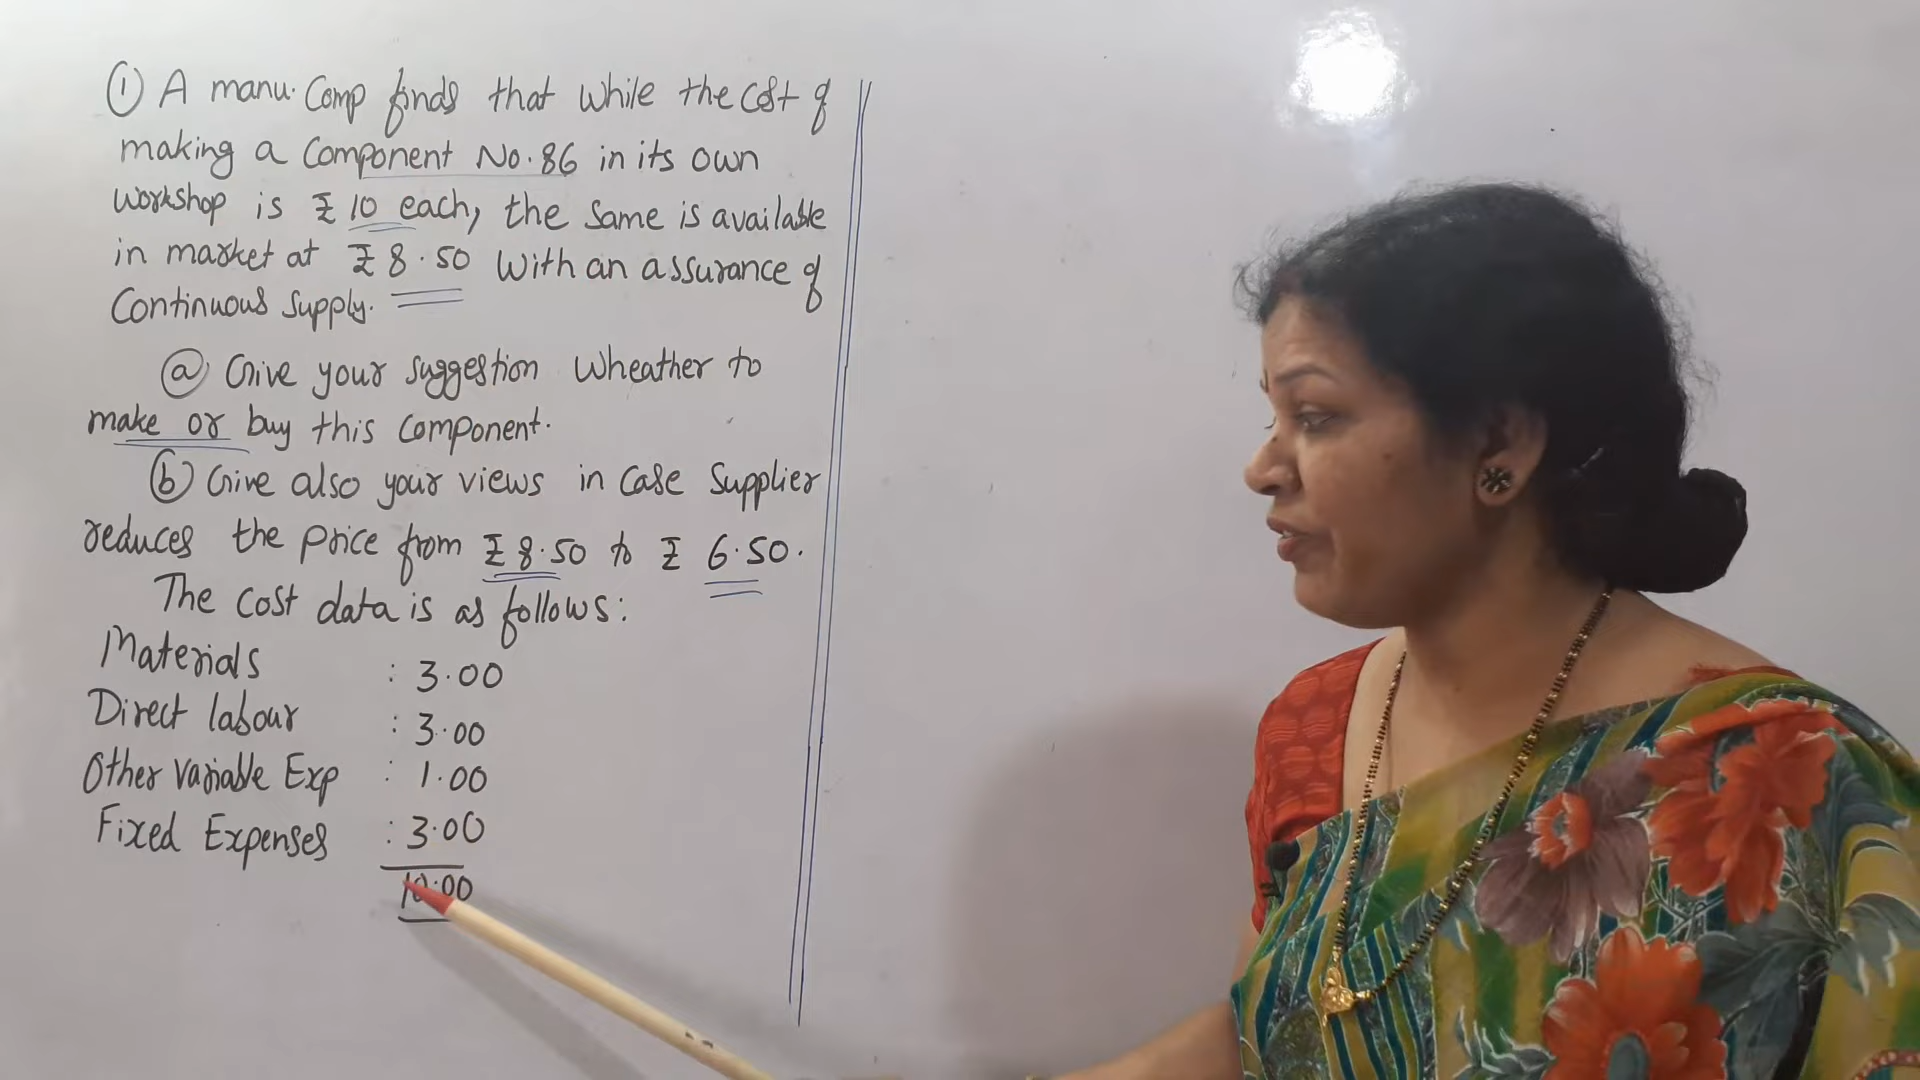 ① A manu. Comp finds that while the cost of
making a Component No. 86 in its own
workshop is ₹ 10 each, the same is available
in market at ₹ 8.50 with an assurance of
Continuous Supply.
ⓐ Give your suggestion wheather to
make or buy this component.
ⓑ Give also your views in case supplier
reduces the price from ₹ 8.50 to ₹ 6.50.
The cost data is as follows:
Materials : 3.00
Direct labour : 3.00
Other Variable Exp : 1.00
Fixed Expenses : 3.00
10.00